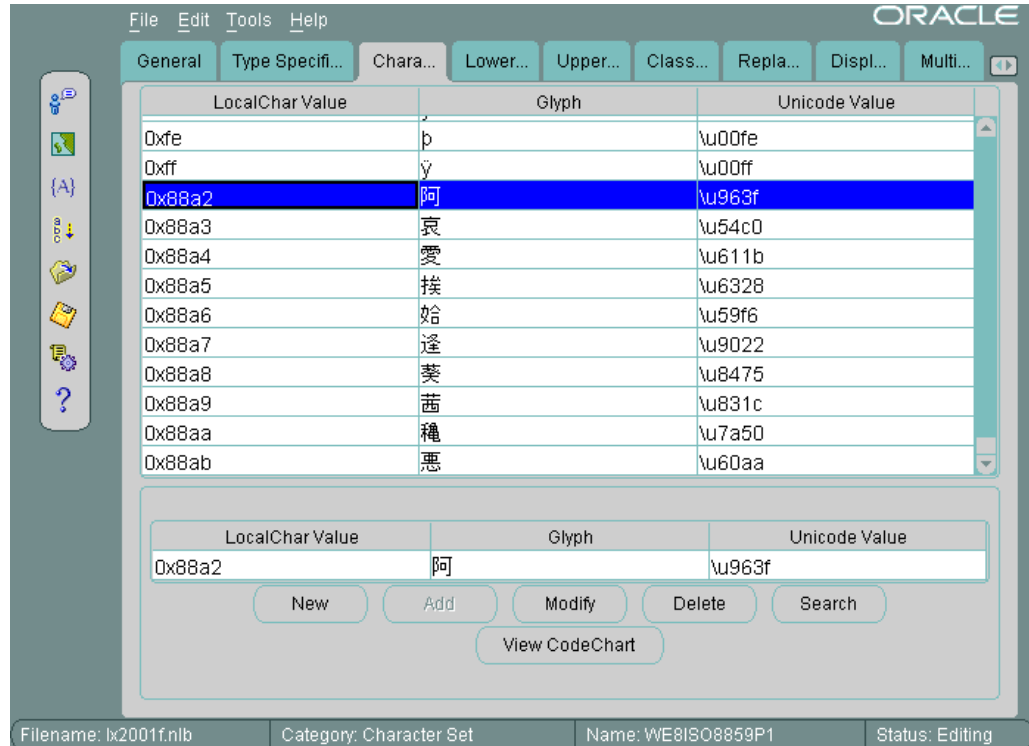 File Edit Tools Help
ORACLE
General Type Specifi... Chara... Lower... Upper... Class... Repla... Displ... Multi...
LocalChar Value Glyph Unicode Value
0xfe þ \u00fe
0xff ÿ \u00ff
0x88a2 阿 \u963f
0x88a3 哀 \u54c0
0x88a4 愛 \u611b
0x88a5 挨 \u6328
0x88a6 姶 \u59f6
0x88a7 逢 \u9022
0x88a8 葵 \u8475
0x88a9 茜 \u831c
0x88aa 穐 \u7a50
0x88ab 悪 \u60aa
LocalChar Value Glyph Unicode Value
0x88a2 阿 \u963f
New Add Modify Delete Search
View CodeChart
Filename: lx2001f.nlb Category: Character Set Name: WE8ISO8859P1 Status: Editing